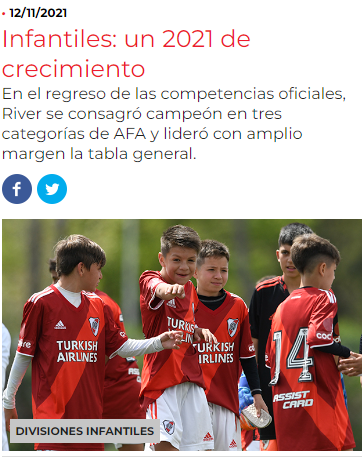 • 12/11/2021
Infantiles: un 2021 de
crecimiento
En el regreso de las competencias oficiales,
River se consagró campeón en tres
categorías de AFA y lideró con amplio
margen la tabla general.
TURKISH
AIRLINES
TURKISH
AIRLINES
TURKISH
AIRLINES
14
ASSIST
CARD
DIVISIONES INFANTILES